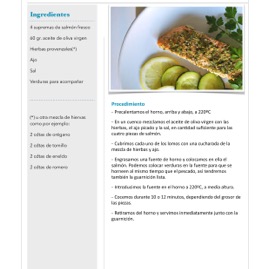 Ingredientes
4 supremas de salmón fresco
60 gr. aceite de oliva virgen
Hierbas provenzales(*)
Ajo
Sal
Verduras para acompañar
(*) u otra mezcla de hierbas
como por ejemplo:
2 cdtas. de orégano
2 cdtas. de tomillo
2 cdtas. de eneldo
2 cdtas. de romero
Procedimiento
- Precalentamos el horno, arriba y abajo, a 220ºC
- En un cuenco mezclamos el aceite de oliva virgen con las
hierbas, el ajo picado y la sal, en cantidad suficiente para las
cuatro piezas de salmón.
- Cubrimos cada uno de los lomos con una cucharada de la
mezcla de hierbas y ajo.
- Engrasamos una fuente de horno y colocamos en ella el
salmón. Podemos colocar verduras en la fuente para que se
horneen al mismo tiempo que el pescado, así tendremos
también la guarnición lista.
- Introducimos la fuente en el horno a 220ºC, a media altura.
- Cocemos durante 10 o 12 minutos, dependiendo del grosor de
las piezas.
- Retiramos del horno y servimos inmediatamente junto con la
guarnición.